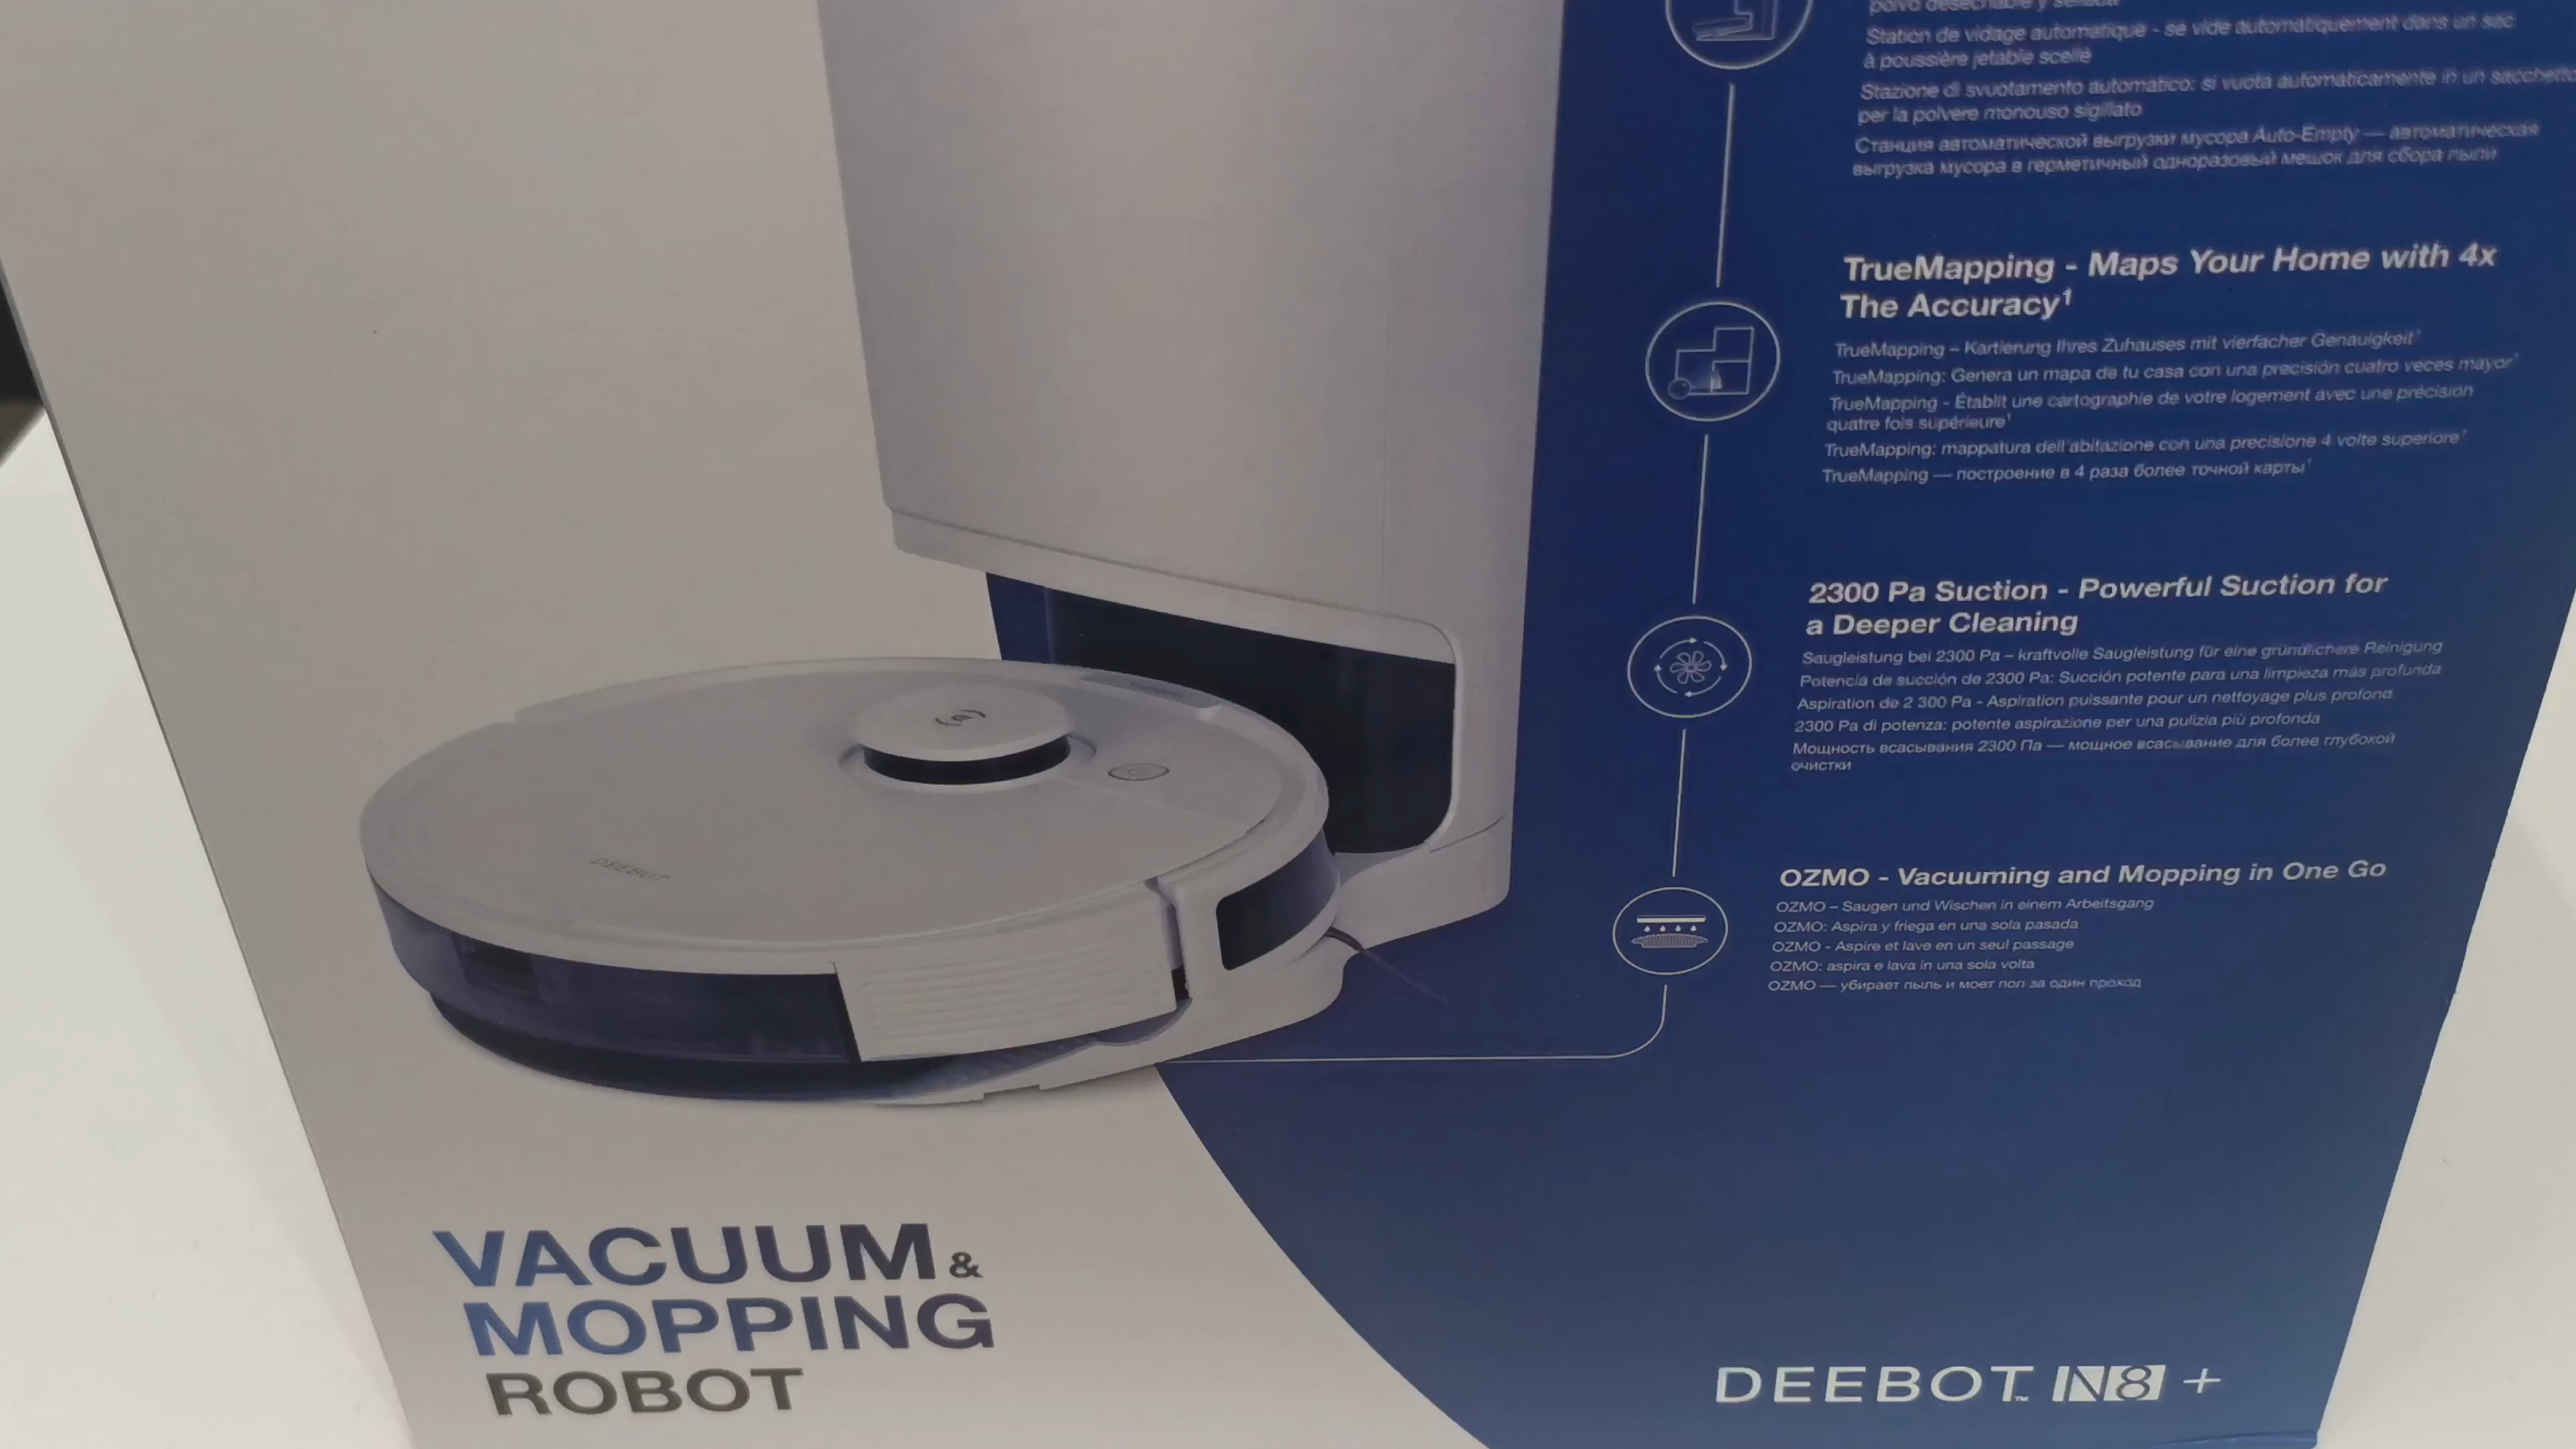 polvo desechable y sellado
Station de vidage automatique - se vide automatiquement dans un sac
à poussière jetable scellé
Stazione di svuotamento automatico: si vuota automaticamente in un sacchetto
per la polvere monouso sigillato
Станция автоматической выгрузки мусора Auto-Empty — автоматическая
выгрузка мусора в герметичный одноразовый мешок для сбора пыли
TrueMapping - Maps Your Home with 4x
The Accuracy¹
TrueMapping – Kartierung Ihres Zuhauses mit vierfacher Genauigkeit¹
TrueMapping: Genera un mapa de tu casa con una precisión cuatro veces mayor¹
TrueMapping - Établit une cartographie de votre logement avec une précision
quatre fois supérieure¹
TrueMapping: mappatura dell'abitazione con una precisione 4 volte superiore¹
TrueMapping — построение в 4 раза более точной карты¹
2300 Pa Suction - Powerful Suction for
a Deeper Cleaning
Saugleistung bei 2300 Pa – kraftvolle Saugleistung für eine gründlichere Reinigung
Potencia de succión de 2300 Pa: Succión potente para una limpieza más profunda
Aspiration de 2 300 Pa - Aspiration puissante pour un nettoyage plus profond
2300 Pa di potenza: potente aspirazione per una pulizia più profonda
Мощность всасывания 2300 Па — мощное всасывание для более глубокой
очистки
OZMO - Vacuuming and Mopping in One Go
OZMO – Saugen und Wischen in einem Arbeitsgang
OZMO: Aspira y friega en una sola pasada
OZMO - Aspire et lave en un seul passage
OZMO: aspira e lava in una sola volta
OZMO — убирает пыль и моет пол за один проход
DEEBOT
VACUUM &
MOPPING
ROBOT
DEEBOT™ N8 +